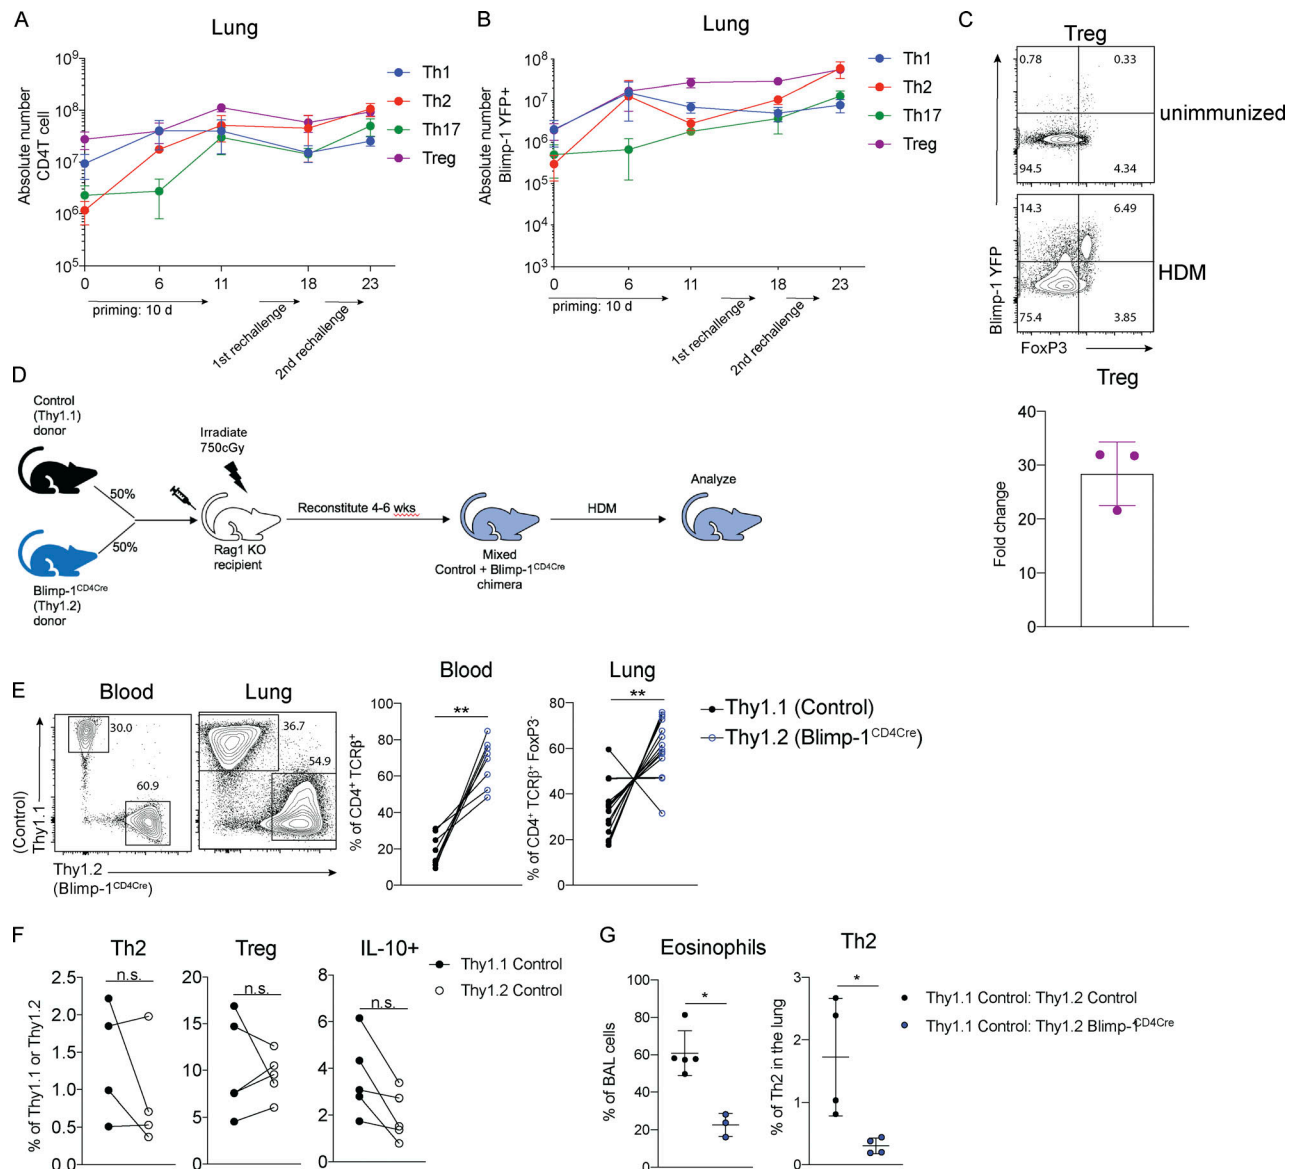 A
Lung
Absolute number
CD4T cell
10⁹
10⁸
10⁷
10⁶
10⁵
0
6
11
18
23
priming: 10 d
1st rechallenge
2nd rechallenge
Th1
Th2
Th17
Treg
B
Lung
Absolute number
Blimp-1 YFP+
10⁸
10⁷
10⁶
10⁵
10⁴
10³
0
6
11
18
23
priming: 10 d
1st rechallenge
2nd rechallenge
Th1
Th2
Th17
Treg
C
Treg
0.78
0.33
94.5
4.34
unimmunized
14.3
6.49
75.4
3.85
HDM
Blimp-1 YFP
FoxP3
Treg
Fold change
40
30
20
10
0
D
Control
(Thy1.1)
donor
50%
50%
Blimp-1CD4Cre
(Thy1.2)
donor
Irradiate
750cGy
Rag1 KO
recipient
Reconstitute 4-6 wks
Mixed
Control + Blimp-1CD4Cre
chimera
HDM
Analyze
E
Blood
Lung
30.0
60.9
36.7
54.9
(Control)
Thy1.1
Thy1.2
(Blimp-1CD4Cre)
Blood
**
% of CD4⁺ TCRβ⁺
100
80
60
40
20
0
Lung
**
% of CD4⁺ TCRβ⁺ FoxP3⁻
80
60
40
20
0
Thy1.1 (Control)
Thy1.2 (Blimp-1CD4Cre)
F
Th2
n.s.
% of Thy1.1 or Thy1.2
2.5
2.0
1.5
1.0
0.5
0.0
Treg
n.s.
20
15
10
5
0
IL-10+
n.s.
8
6
4
2
0
Thy1.1 Control
Thy1.2 Control
G
Eosinophils
*
% of BAL cells
100
80
60
40
20
0
Th2
*
% of Th2 in the lung
3
2
1
0
Thy1.1 Control: Thy1.2 Control
Thy1.1 Control: Thy1.2 Blimp-1CD4Cre